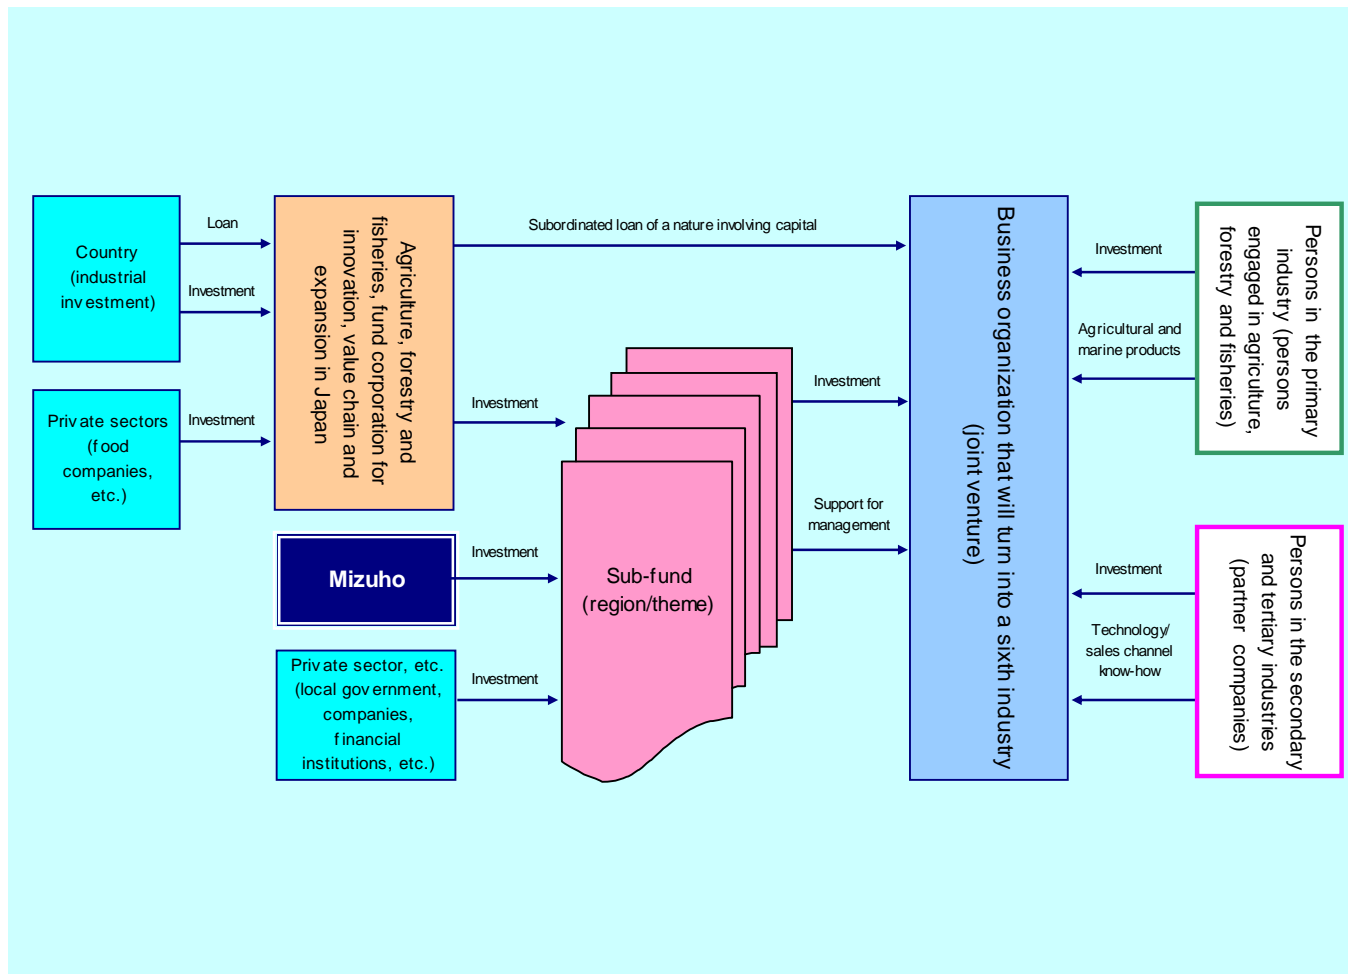 Country
(industrial
investment)
Loan
Investment
Private sectors
(food
companies,
etc.)
Investment
Agriculture, forestry and
fisheries, fund corporation for
innovation, value chain and
expansion in Japan
Subordinated loan of a nature involving capital
Investment
Mizuho
Investment
Private sector, etc.
(local government,
companies,
financial
institutions, etc.)
Investment
Sub-fund
(region/theme)
Investment
Support for
management
Business organization that will turn into a sixth industry
(joint venture)
Investment
Agricultural and
marine products
Persons in the primary
industry (persons
engaged in agriculture,
forestry and fisheries)
Investment
Technology/
sales channel
know-how
Persons in the secondary
and tertiary industries
(partner companies)